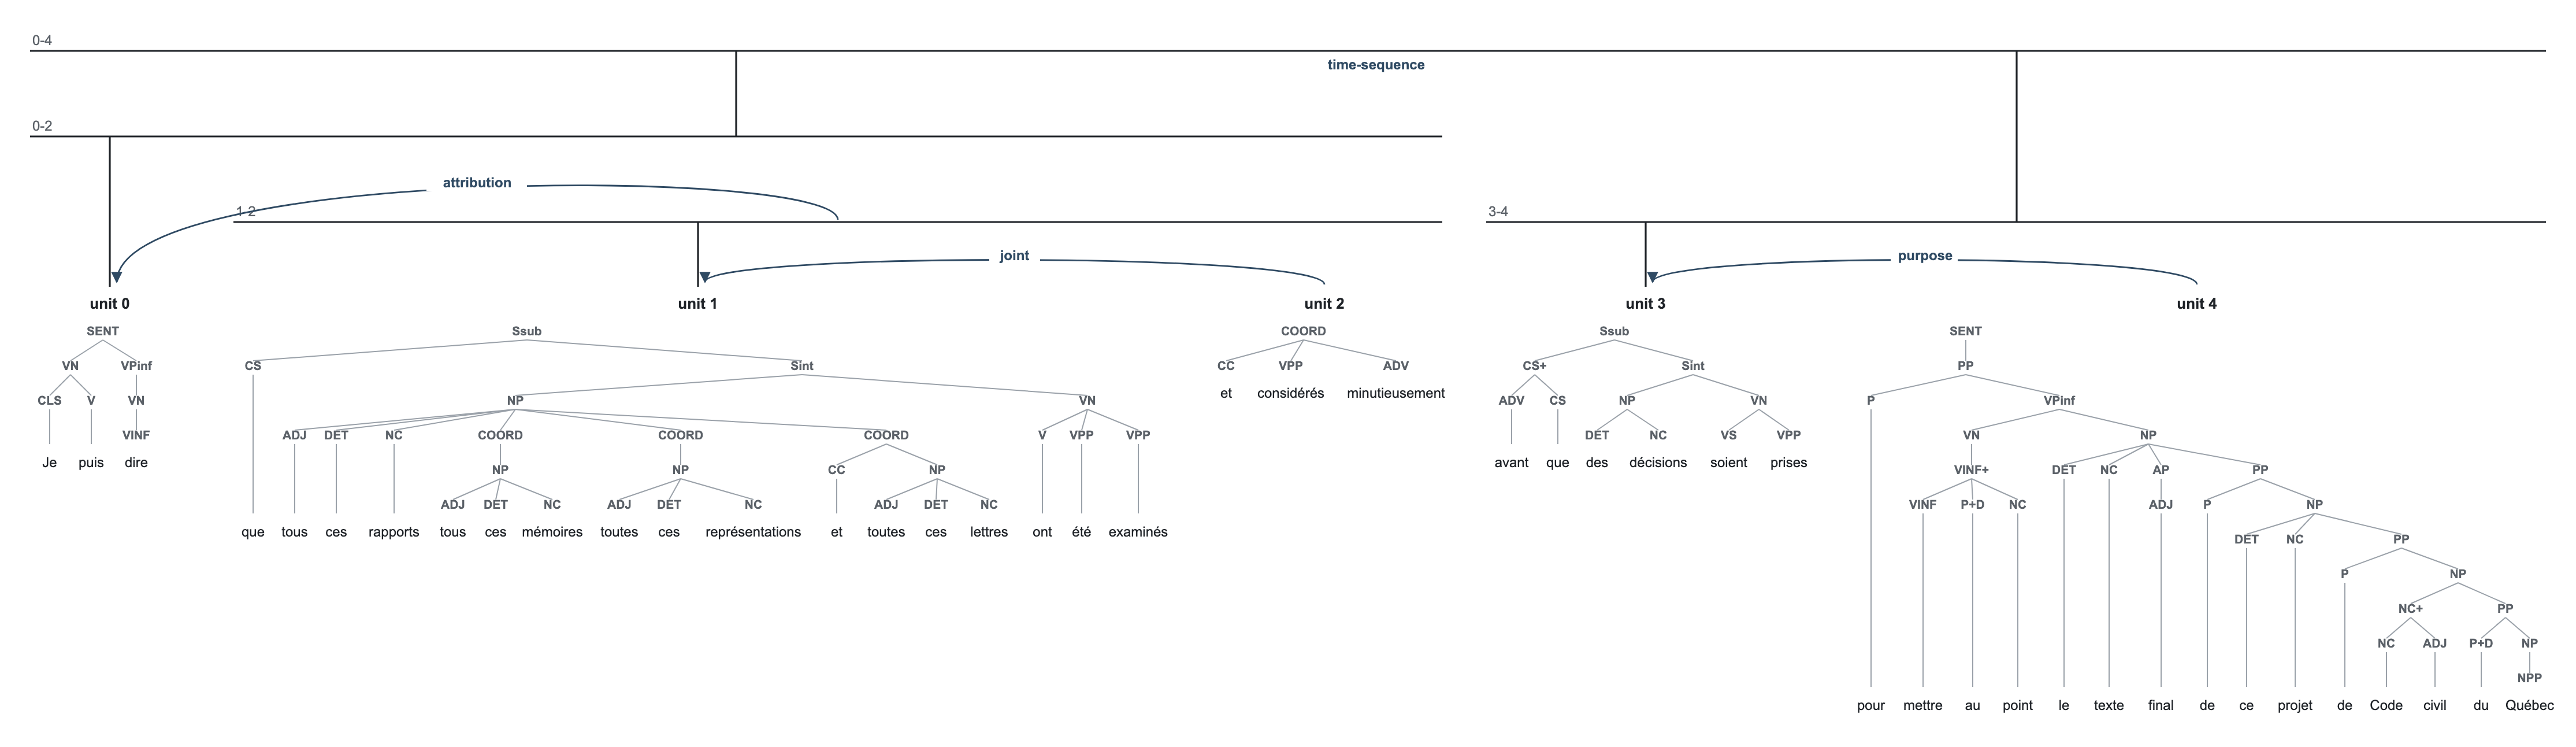 0-4
time-sequence
0-2
attribution
1-2
3-4
joint
purpose
unit 0 unit 1 unit 2 unit 3 unit 4
SENT Ssub COORD Ssub SENT
VN VPinf CS Sint CC VPP ADV CS+ Sint PP
et considérés minutieusement
CLS V VN NP VN ADV CS NP VN P VPinf
VINF ADJ DET NC COORD COORD COORD V VPP VPP DET NC VS VPP VN NP
Je puis dire avant que des décisions soient prises
NP NP CC NP VINF+ DET NC AP PP
ADJ DET NC ADJ DET NC ADJ DET NC VINF P+D NC ADJ P NP
que tous ces rapports tous ces mémoires toutes ces représentations et toutes ces lettres ont été examinés
DET NC PP
P NP
NC+ PP
NC ADJ P+D NP
NPP
pour mettre au point le texte final de ce projet de Code civil du Québec